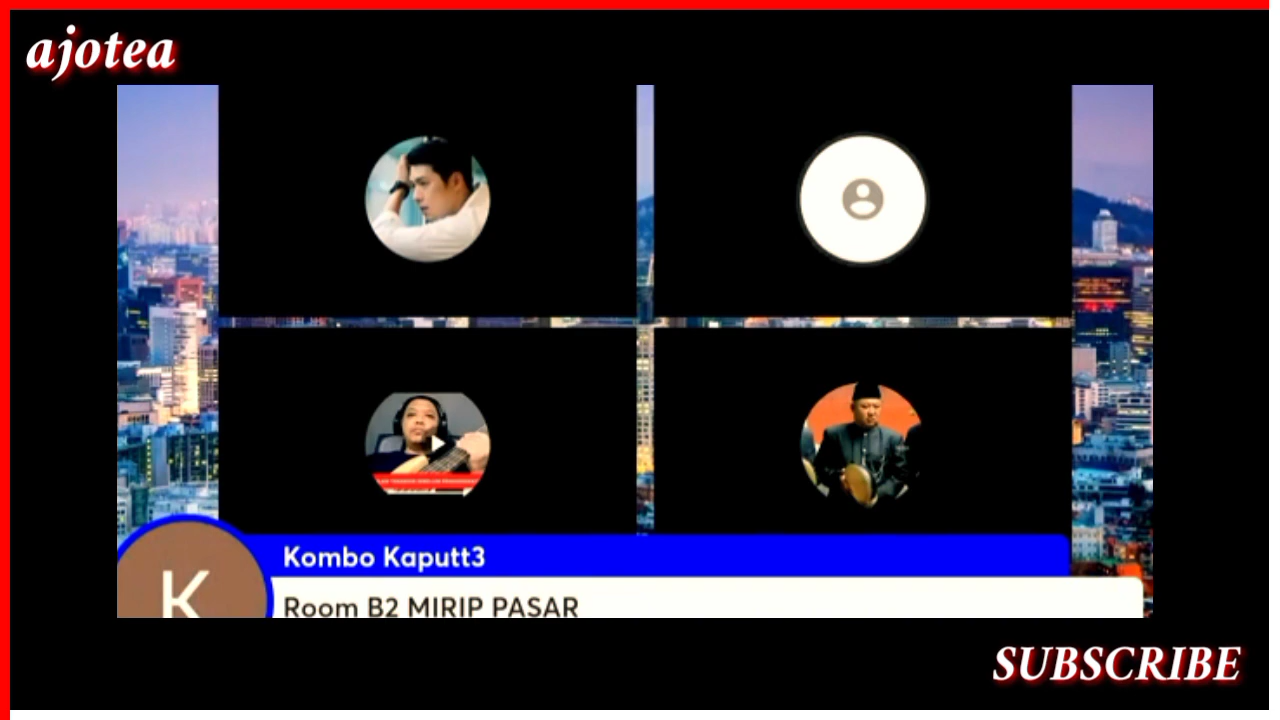 ajotea
Kombo Kaputt3
K
Room B2 MIRIP PASAR
SUBSCRIBE